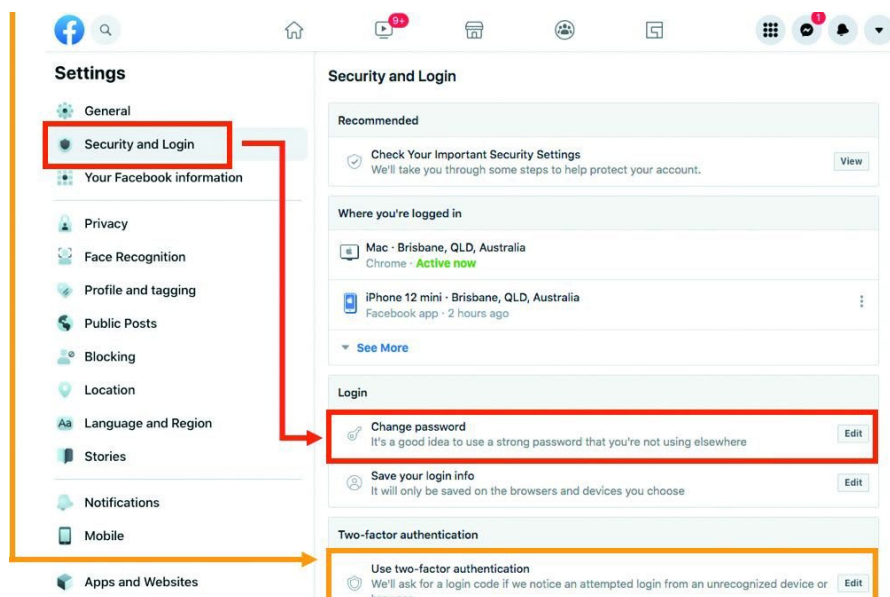 9+
1
Settings
General
Security and Login
Your Facebook information
Privacy
Face Recognition
Profile and tagging
Public Posts
Blocking
Location
Aa Language and Region
Stories
Notifications
Mobile
Apps and Websites
Security and Login
Recommended
Check Your Important Security Settings
We'll take you through some steps to help protect your account.
View
Where you're logged in
Mac · Brisbane, QLD, Australia
Chrome · Active now
iPhone 12 mini · Brisbane, QLD, Australia
Facebook app · 2 hours ago
See More
Login
Change password
It's a good idea to use a strong password that you're not using elsewhere
Edit
Save your login info
It will only be saved on the browsers and devices you choose
Edit
Two-factor authentication
Use two-factor authentication
We'll ask for a login code if we notice an attempted login from an unrecognized device or
Edit